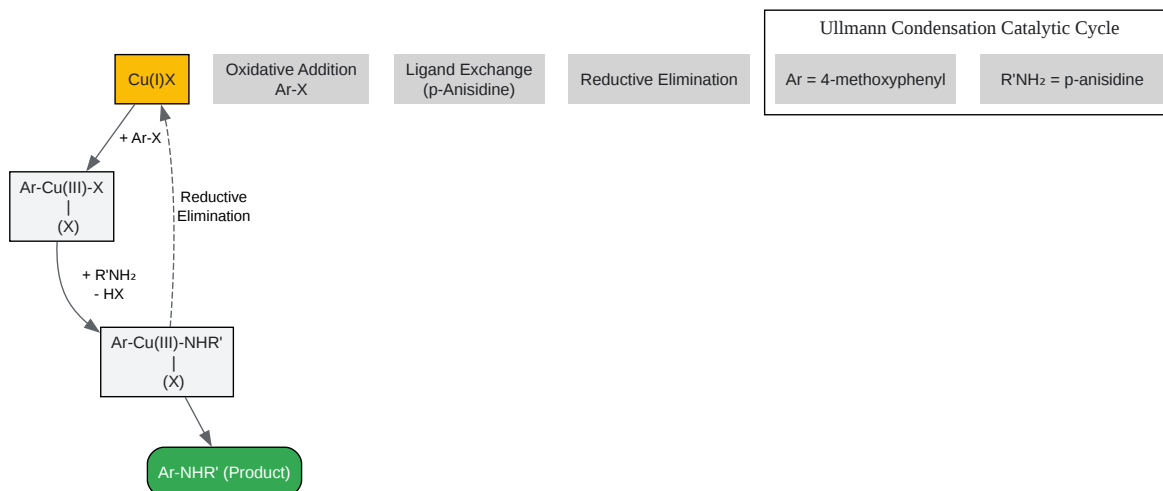 Ullmann Condensation Catalytic Cycle
Cu(I)X
Oxidative Addition
Ar-X
Ligand Exchange
(p-Anisidine)
Reductive Elimination
Ar = 4-methoxyphenyl
R'NH₂ = p-anisidine
+ Ar-X
Ar-Cu(III)-X
|
(X)
Reductive
Elimination
+ R'NH₂
- HX
Ar-Cu(III)-NHR'
|
(X)
Ar-NHR' (Product)